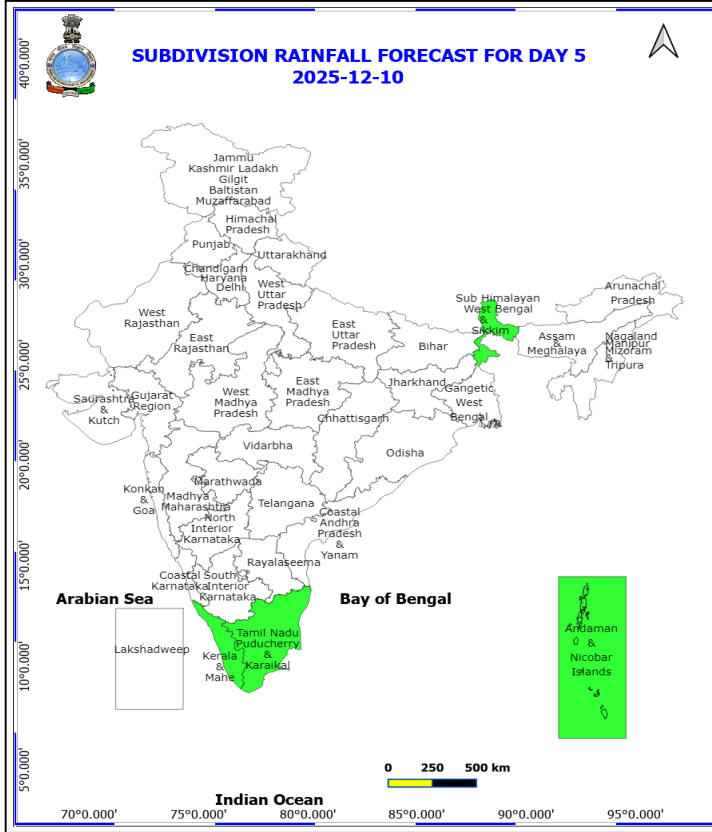 SUBDIVISION RAINFALL FORECAST FOR DAY 5
2025-12-10
40°0.000'
35°0.000'
30°0.000'
25°0.000'
20°0.000'
15°0.000'
10°0.000'
5°0.000'
Jammu
Kashmir Ladakh
Gilgit
Baltistan
Muzaffarabad
Himachal
Pradesh
Punjab
Uttarakhand
Chandigarh
Haryana
Delhi
West
Uttar
Pradesh
West
Rajasthan
East
Rajasthan
East
Uttar
Pradesh
Bihar
Sub Himalayan
West Bengal
&
Sikkim
Arunachal
Pradesh
Assam
&
Meghalaya
Nagaland
Manipur
Mizoram
&
Tripura
Saurashtra
&
Kutch
Gujarat
Region
West
Madhya
Pradesh
East
Madhya
Pradesh
Jharkhand
Gangetic
West
Bengal
Chhattisgarh
Vidarbha
Odisha
Konkan
&
Goa
Madhya
Maharashtra
Marathwada
Telangana
North
Interior
Karnataka
Coastal
Andhra
Pradesh
&
Yanam
Rayalaseema
Coastal
Karnataka
South
Interior
Karnataka
Arabian Sea
Bay of Bengal
Lakshadweep
Kerala
&
Mahe
Tamil Nadu
Puducherry
&
Karaikal
Andaman
&
Nicobar
Islands
0 250 500 km
Indian Ocean
70°0.000' 75°0.000' 80°0.000' 85°0.000' 90°0.000' 95°0.000'